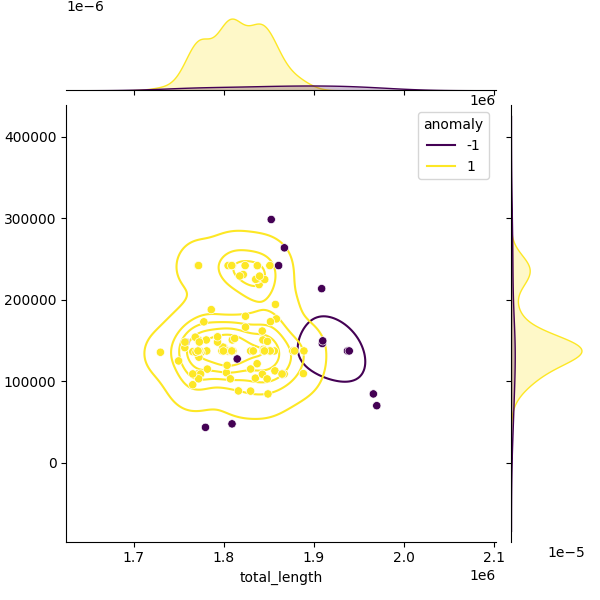 1e−6
1e6
anomaly
-1
1
400000
300000
200000
100000
0
1.7 1.8 1.9 2.0 2.1
1e−5
total_length
1e6